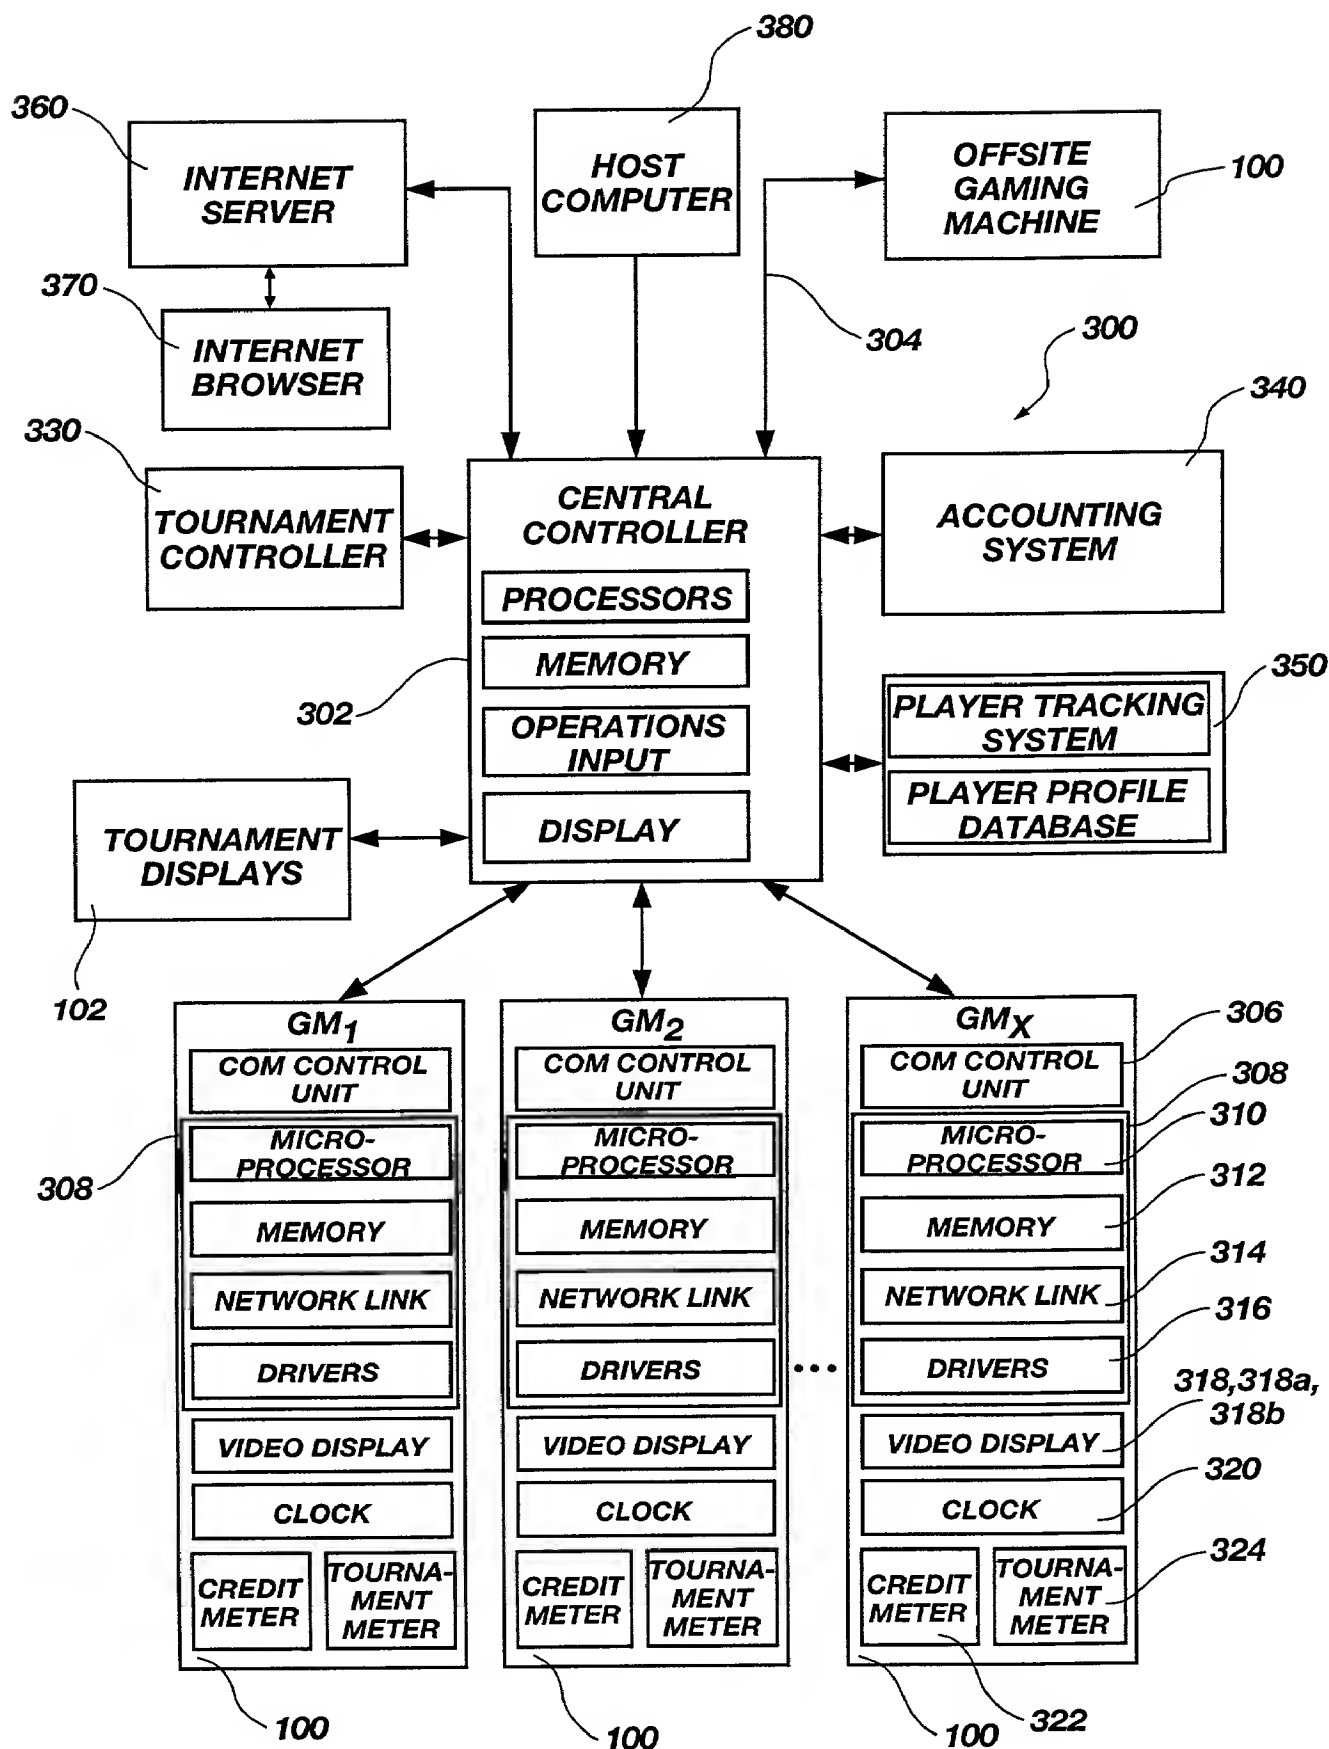 380
360
INTERNET
SERVER
HOST
COMPUTER
OFFSITE
GAMING
MACHINE
100
370
INTERNET
BROWSER
304
300
340
330
TOURNAMENT
CONTROLLER
CENTRAL
CONTROLLER
PROCESSORS
MEMORY
OPERATIONS
INPUT
DISPLAY
302
ACCOUNTING
SYSTEM
350
PLAYER TRACKING
SYSTEM
PLAYER PROFILE
DATABASE
TOURNAMENT
DISPLAYS
102
GM1
COM CONTROL
UNIT
308
MICRO-
PROCESSOR
MEMORY
NETWORK LINK
DRIVERS
VIDEO DISPLAY
CLOCK
CREDIT
METER
TOURNA-
MENT
METER
100
GM2
COM CONTROL
UNIT
MICRO-
PROCESSOR
MEMORY
NETWORK LINK
DRIVERS
VIDEO DISPLAY
CLOCK
CREDIT
METER
TOURNA-
MENT
METER
100
...
GMX
COM CONTROL
UNIT
MICRO-
PROCESSOR
MEMORY
NETWORK LINK
DRIVERS
VIDEO DISPLAY
CLOCK
CREDIT
METER
TOURNA-
MENT
METER
100
306
308
310
312
314
316
318,318a,
318b
320
324
322